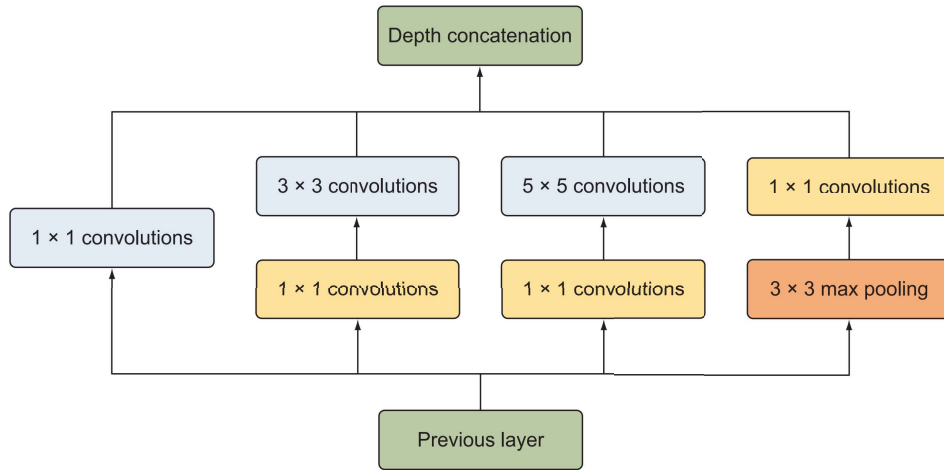 Depth concatenation
3 × 3 convolutions
5 × 5 convolutions
1 × 1 convolutions
1 × 1 convolutions
1 × 1 convolutions
1 × 1 convolutions
3 × 3 max pooling
Previous layer